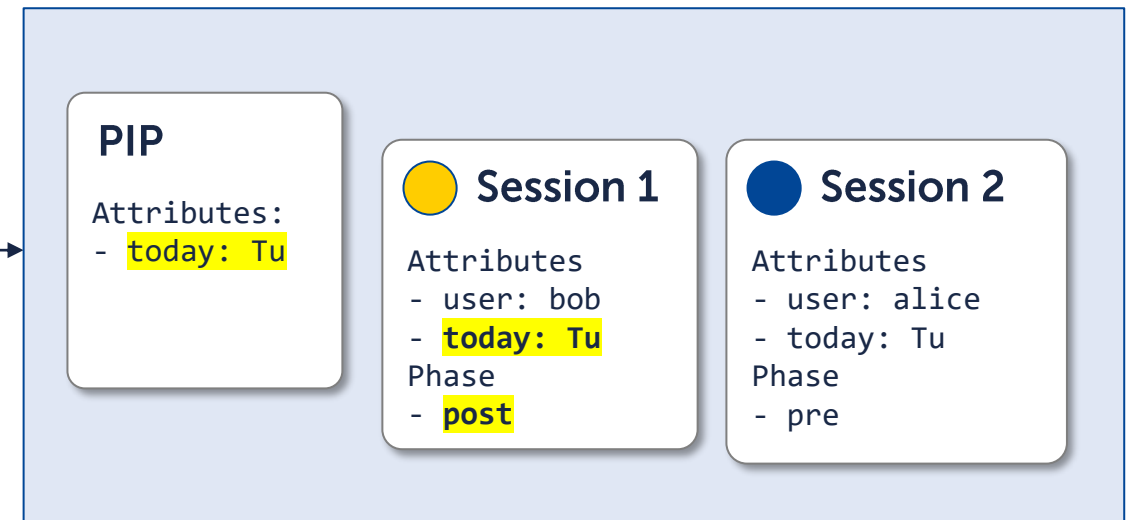 PIP
Attributes:
- today: Tu
Session 1
Attributes
- user: bob
- today: Tu
Phase
- post
Session 2
Attributes
- user: alice
- today: Tu
Phase
- pre